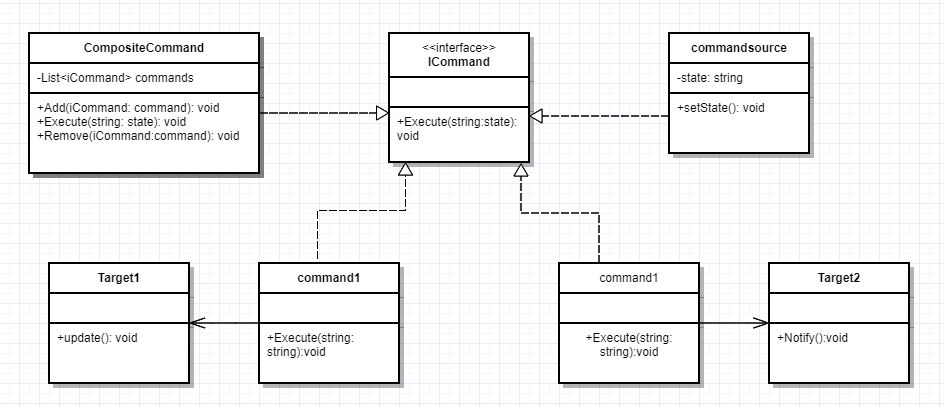 CompositeCommand
-List<iCommand> commands
+Add(iCommand: command): void
+Execute(string: state): void
+Remove(iCommand:command): void
<<interface>>
ICommand
+Execute(string:state):
void
commandsource
-state: string
+setState(): void
Target1
+update(): void
command1
+Execute(string:
string):void
command1
+Execute(string:
string):void
Target2
+Notify():void